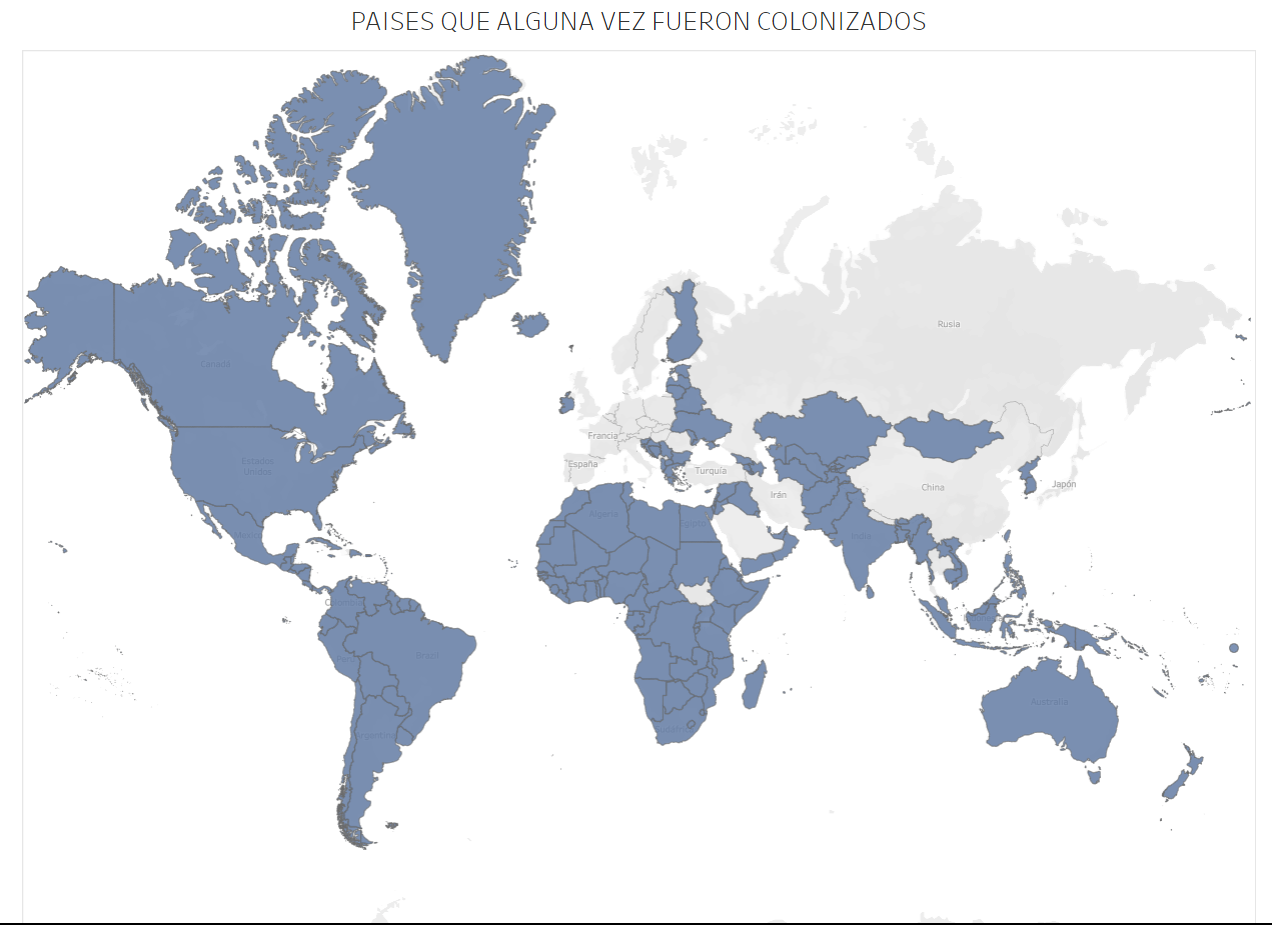 PAISES QUE ALGUNA VEZ FUERON COLONIZADOS
Rusia
Canadá
Francia
Estados
Unidos
España
Turquía
Irán
China
Japón
Argelia
Egipto
México
India
Colombia
Perú
Brasil
Australia
Argentina